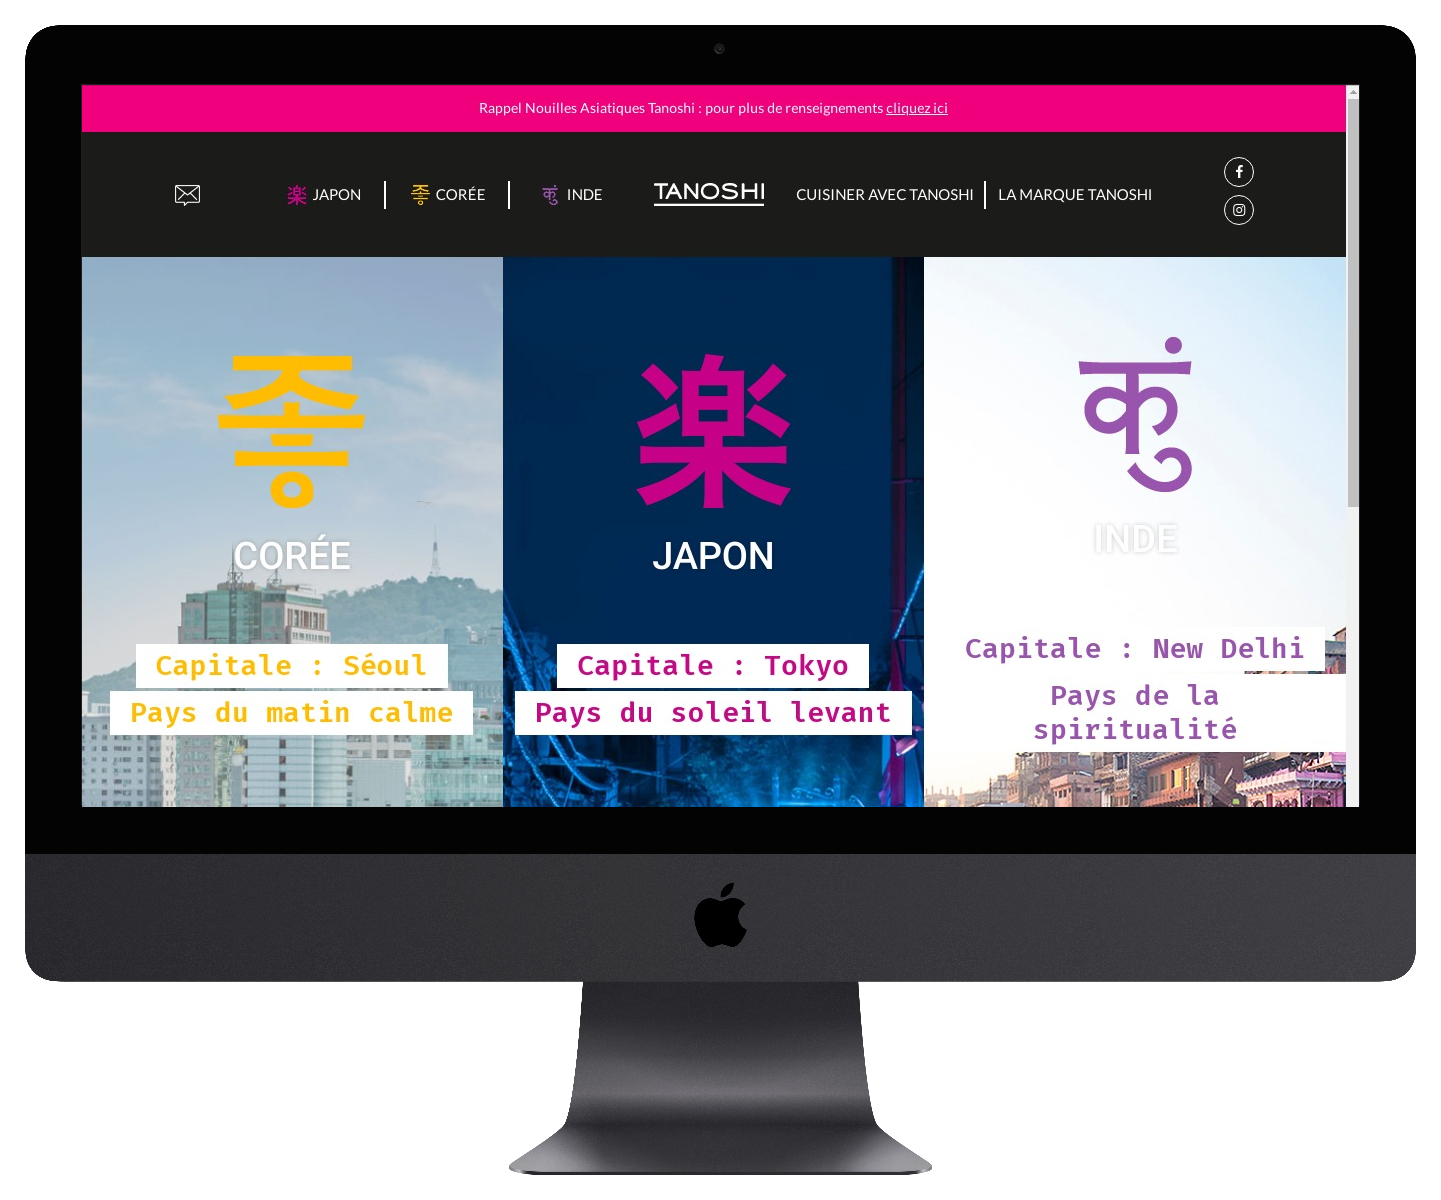 Rappel Nouilles Asiatiques Tanoshi : pour plus de renseignements cliquez ici
楽 JAPON
좋 CORÉE
कुं INDE
TANOSHI
CUISINER AVEC TANOSHI
LA MARQUE TANOSHI
좋
CORÉE
Capitale : Séoul
Pays du matin calme
楽
JAPON
Capitale : Tokyo
Pays du soleil levant
कुं
INDE
Capitale : New Delhi
Pays de la
spiritualité